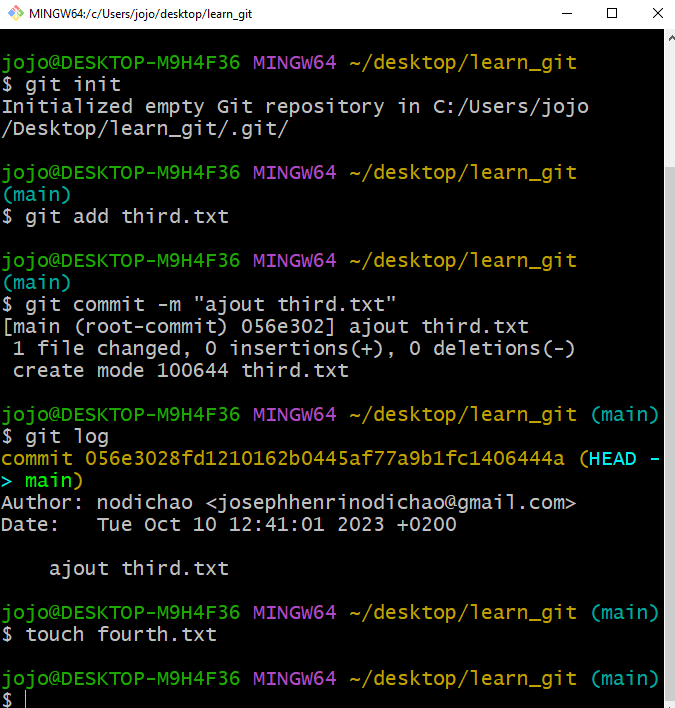 MINGW64:/c/Users/jojo/desktop/learn_git
jojo@DESKTOP-M9H4F36 MINGW64 ~/desktop/learn_git
$ git init
Initialized empty Git repository in C:/Users/jojo
/Desktop/learn_git/.git/
jojo@DESKTOP-M9H4F36 MINGW64 ~/desktop/learn_git
(main)
$ git add third.txt
jojo@DESKTOP-M9H4F36 MINGW64 ~/desktop/learn_git
(main)
$ git commit -m "ajout third.txt"
[main (root-commit) 056e302] ajout third.txt
 1 file changed, 0 insertions(+), 0 deletions(-)
 create mode 100644 third.txt
jojo@DESKTOP-M9H4F36 MINGW64 ~/desktop/learn_git (main)
$ git log
commit 056e3028fd1210162b0445af77a9b1fc1406444a (HEAD -
> main)
Author: nodichao <josephhenrinodichao@gmail.com>
Date:   Tue Oct 10 12:41:01 2023 +0200
    ajout third.txt
jojo@DESKTOP-M9H4F36 MINGW64 ~/desktop/learn_git (main)
$ touch fourth.txt
jojo@DESKTOP-M9H4F36 MINGW64 ~/desktop/learn_git (main)
$